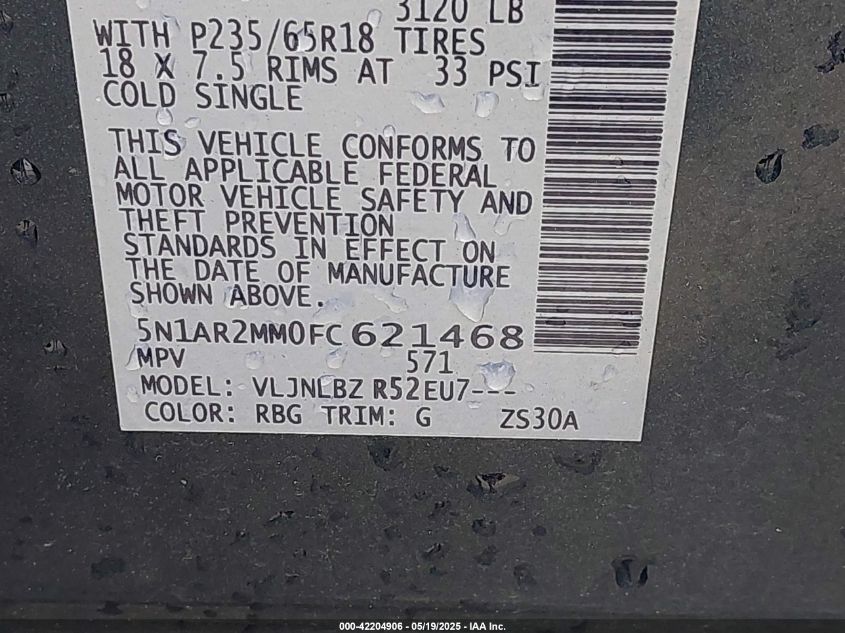 3120 LB
WITH P235/65R18 TIRES
18 X 7.5 RIMS AT 33 PSI
COLD SINGLE
THIS VEHICLE CONFORMS TO
ALL APPLICABLE FEDERAL
MOTOR VEHICLE SAFETY AND
THEFT PREVENTION
STANDARDS IN EFFECT ON
THE DATE OF MANUFACTURE
SHOWN ABOVE.
5N1AR2MM0FC621468
MPV 571
MODEL: VLJNLBZ R52EU7---
COLOR: RBG TRIM: G ZS30A
000-42204906 - 05/19/2025 - IAA Inc.